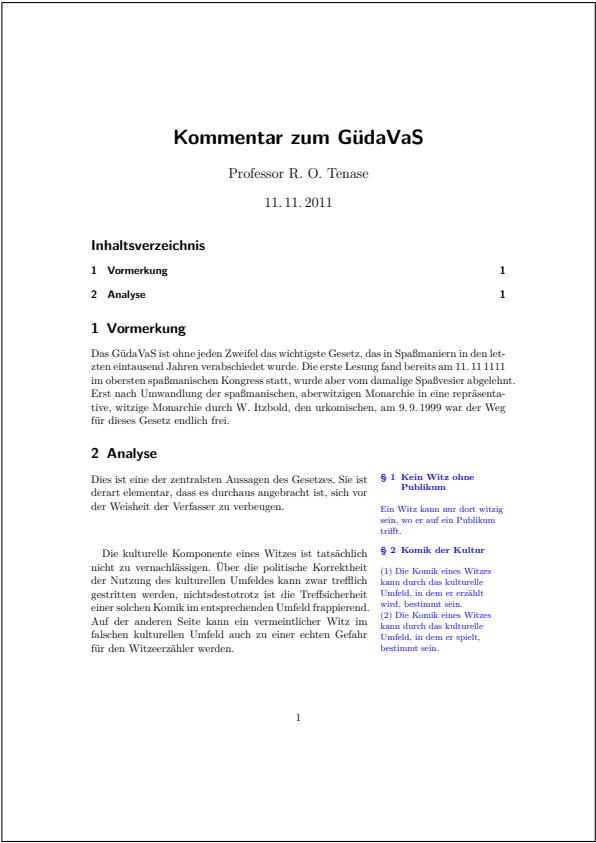 Kommentar zum GüdaVaS
Professor R. O. Tenase
11. 11. 2011
Inhaltsverzeichnis
1 Vormerkung 1
2 Analyse 1
1 Vormerkung
Das GüdaVaS ist ohne jeden Zweifel das wichtigste Gesetz, das in Spaßmaniern in den letz-
zten eintausend Jahren verabschiedet wurde. Die erste Lesung fand bereits am 11. 11 1111
im obersten spaßmanischen Kongress statt, wurde aber vom damalige Spaßvesier abgelehnt.
Erst nach Umwandlung der spaßmanischen, aberwitzigen Monarchie in eine repräsenta-
tive, witzige Monarchie durch W. Itzbold, den urkomischen, am 9. 9. 1999 war der Weg
für dieses Gesetz endlich frei.
2 Analyse
Dies ist eine der zentralsten Aussagen des Gesetzes. Sie ist
derart elementar, dass es durchaus angebracht ist, sich vor
der Weisheit der Verfasser zu verbeugen.
§ 1 Kein Witz ohne
Publikum
Ein Witz kann nur dort witzig
sein, wo er auf ein Publikum
trifft.
Die kulturelle Komponente eines Witzes ist tatsächlich
nicht zu vernachlässigen. Über die politische Korrektheit
der Nutzung des kulturellen Umfeldes kann zwar trefflich
gestritten werden, nichtsdestotrotz ist die Treffsicherheit
einer solchen Komik im entsprechenden Umfeld frappierend.
Auf der anderen Seite kann ein vermeintlicher Witz im
falschen kulturellen Umfeld auch zu einer echten Gefahr
für den Witzeerzähler werden.
§ 2 Komik der Kultur
(1) Die Komik eines Witzes
kann durch das kulturelle
Umfeld, in dem er erzählt
wird, bestimmt sein.
(2) Die Komik eines Witzes
kann durch das kulturelle
Umfeld, in dem er spielt,
bestimmt sein.
1